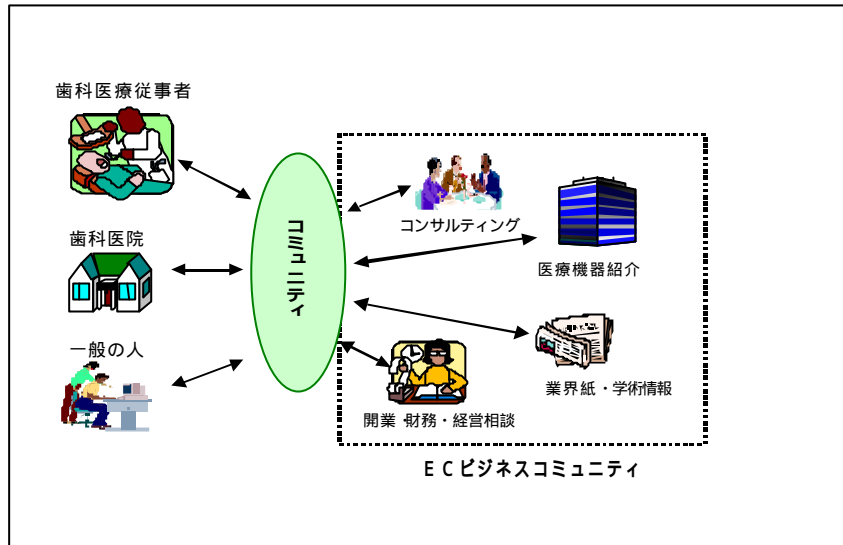 歯科医療従事者
歯科医院
一般の人
コミュニティ
コンサルティング
医療機器紹介
業界紙・学術情報
開業・財務・経営相談
ＥＣビジネスコミュニティ